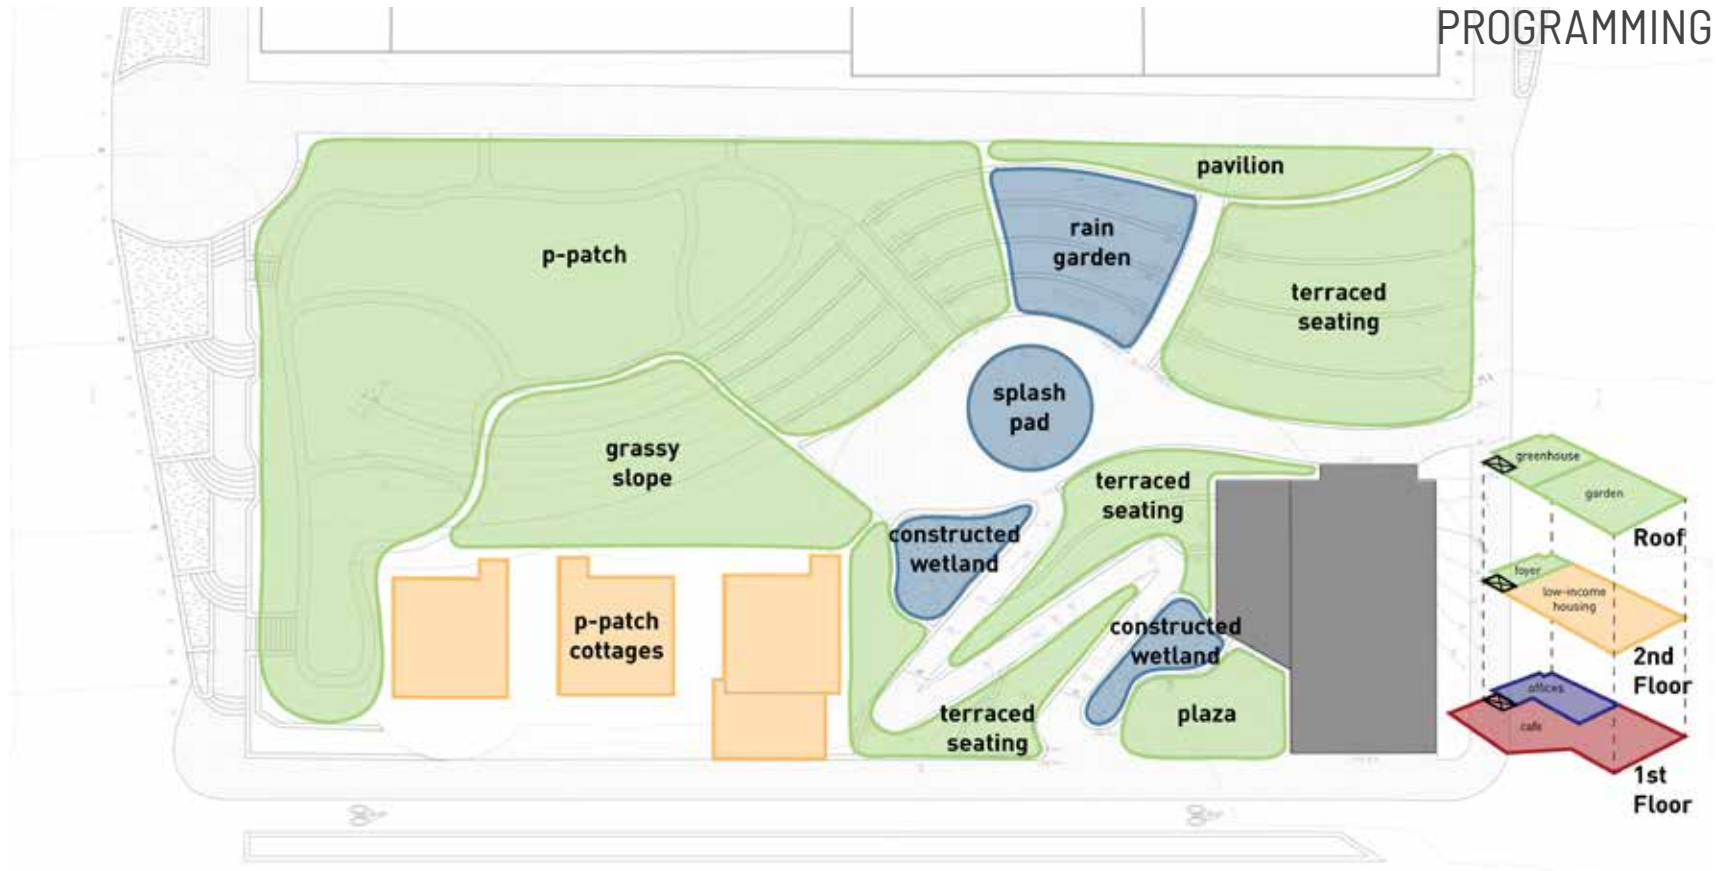 PROGRAMMING
pavilion
p-patch
rain
garden
terraced
seating
splash
pad
grassy
slope
terraced
seating
constructed
wetland
p-patch
cottages
constructed
wetland
terraced
seating
plaza
greenhouse
garden
Roof
foyer
low-income
housing
2nd
Floor
offices
cafe
1st
Floor